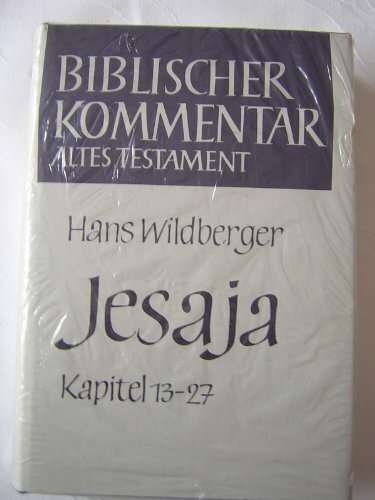 BIBLISCHER
KOMMENTAR
ALTES TESTAMENT
Hans Wildberger
Jesaja
Kapitel 13-27